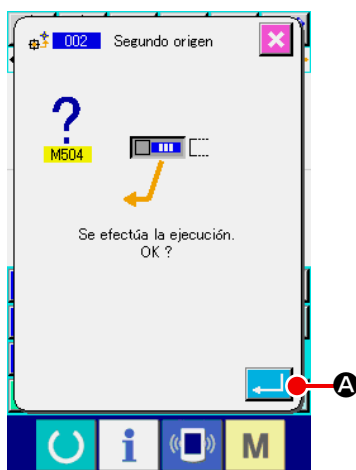 002 Segundo origen
?
M504
Se efectúa la ejecución.
OK ?
A
i
M